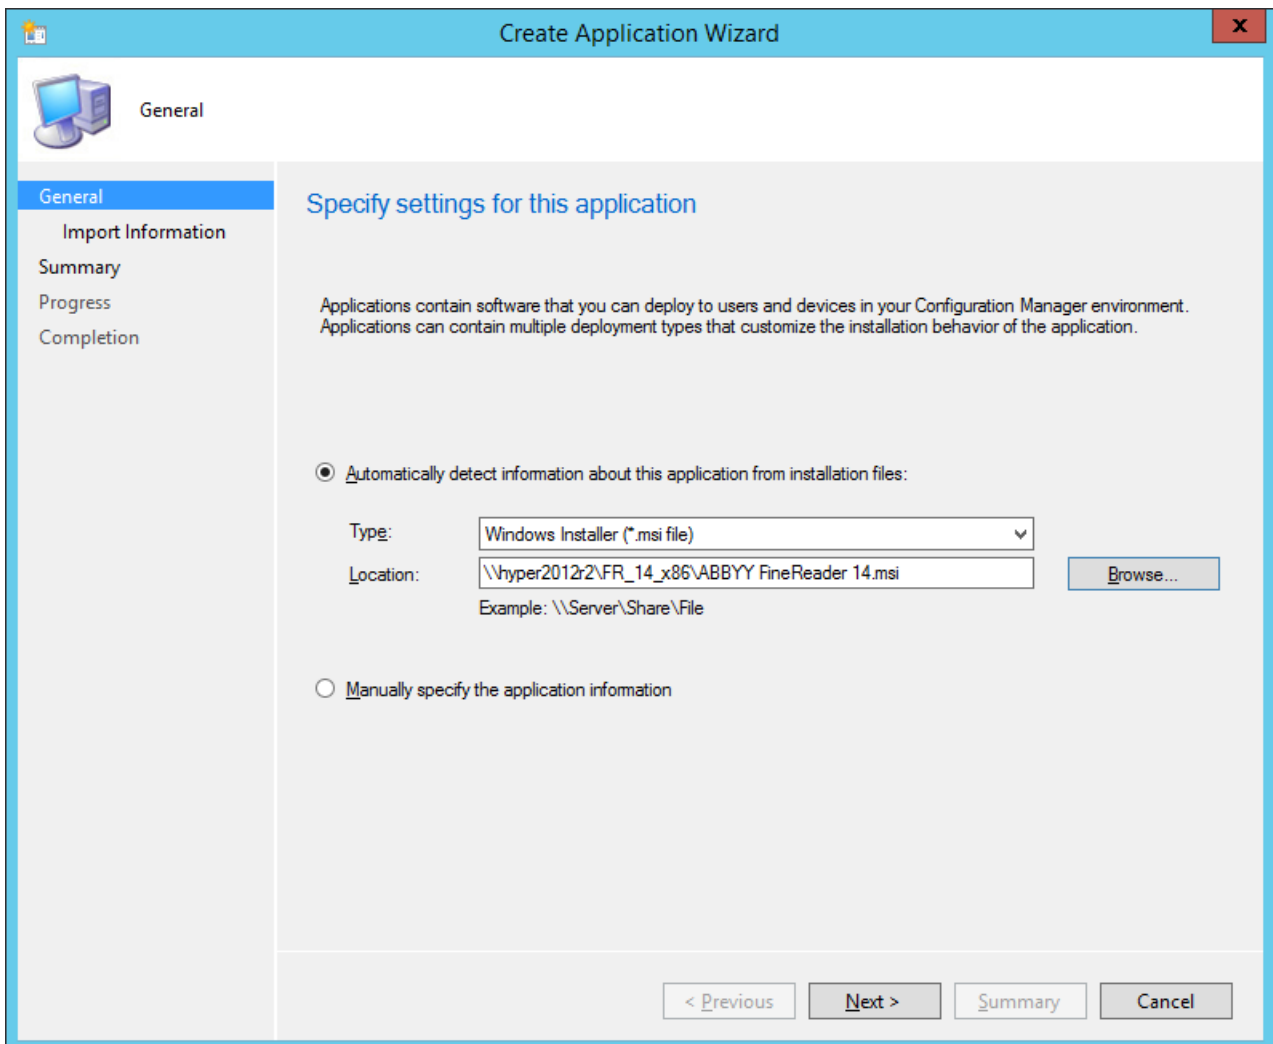 Create Application Wizard
x
General
General
Import Information
Summary
Progress
Completion
Specify settings for this application
Applications contain software that you can deploy to users and devices in your Configuration Manager environment.
Applications can contain multiple deployment types that customize the installation behavior of the application.
Automatically detect information about this application from installation files:
Type: Windows Installer (*.msi file)
Location: \\hyper2012r2\FR_14_x86\ABBYY FineReader 14.msi Browse...
Example: \\Server\Share\File
Manually specify the application information
< Previous Next > Summary Cancel